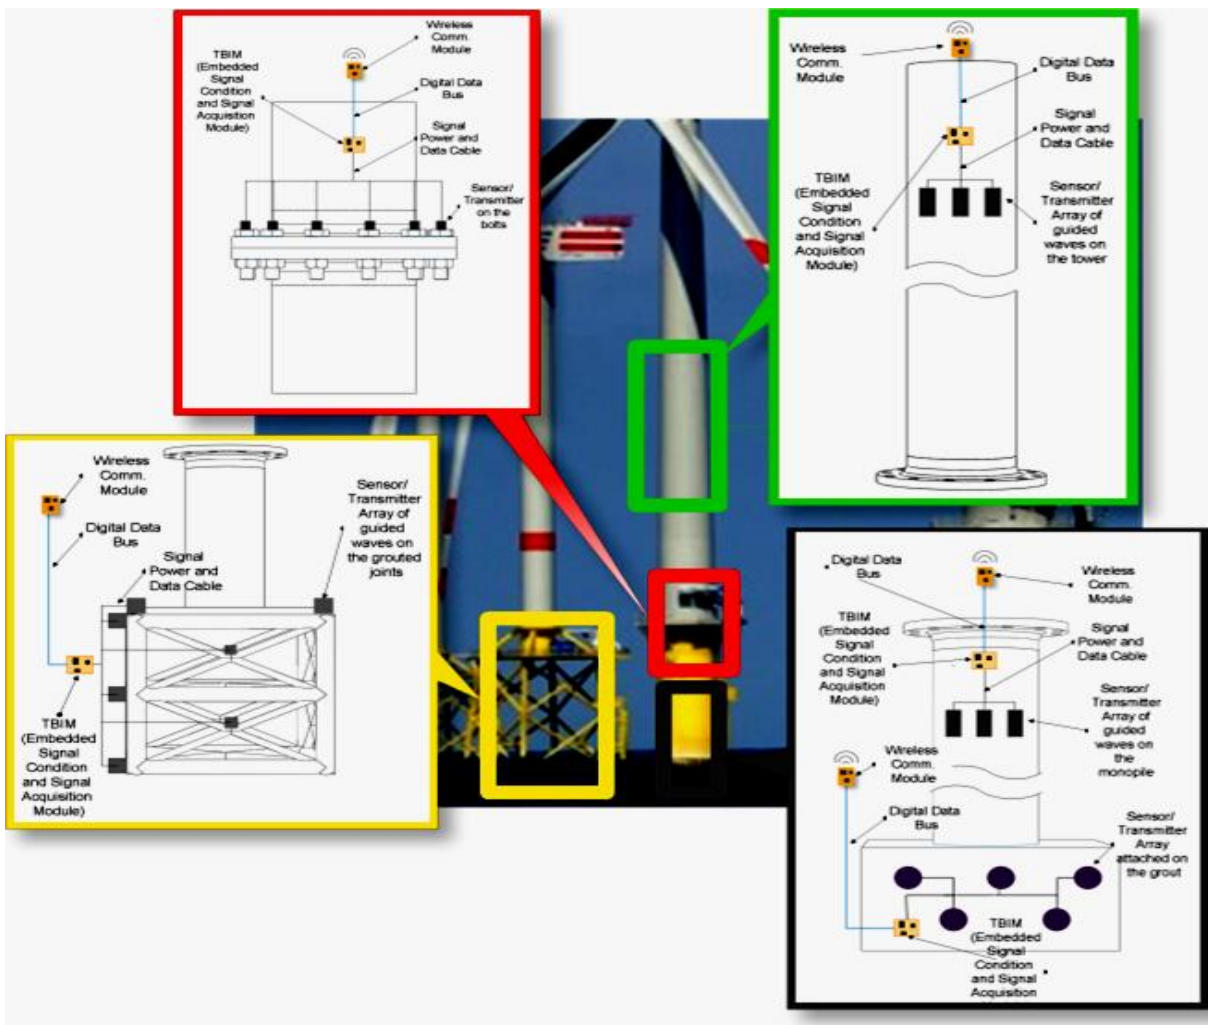 TBIM
(Embedded
Signal
Condition
and Signal
Acquisition
Module)
Wireless
Comm.
Module
Digital Data
Bus
Signal
Power and
Data Cable
Sensor/
Transmitter
on the
bolts
Wireless
Comm.
Module
Digital Data
Bus
Signal
Power and
Data Cable
TBIM
(Embedded
Signal
Condition
and Signal
Acquisition
Module)
Sensor/
Transmitter
Array of
guided
waves on
the tower
Wireless
Comm.
Module
Digital Data
Bus
Signal
Power and
Data Cable
Sensor/
Transmitter
Array of
guided
waves on
the grouted
joints
TBIM
(Embedded
Signal
Condition
and Signal
Acquisition
Module)
Digital Data
Bus
Wireless
Comm.
Module
TBIM
(Embedded
Signal
Condition
and Signal
Acquisition
Module)
Signal
Power and
Data Cable
Sensor/
Transmitter
Array of
guided
waves on
the
monopile
Wireless
Comm.
Module
Digital Data
Bus
Sensor/
Transmitter
Array
attached on
the grout
TBIM
(Embedded
Signal
Condition
and Signal
Acquisition